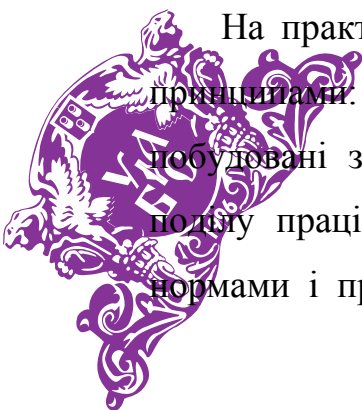 На практ
принципами:
побудовані з
поділу праці
нормами і пр